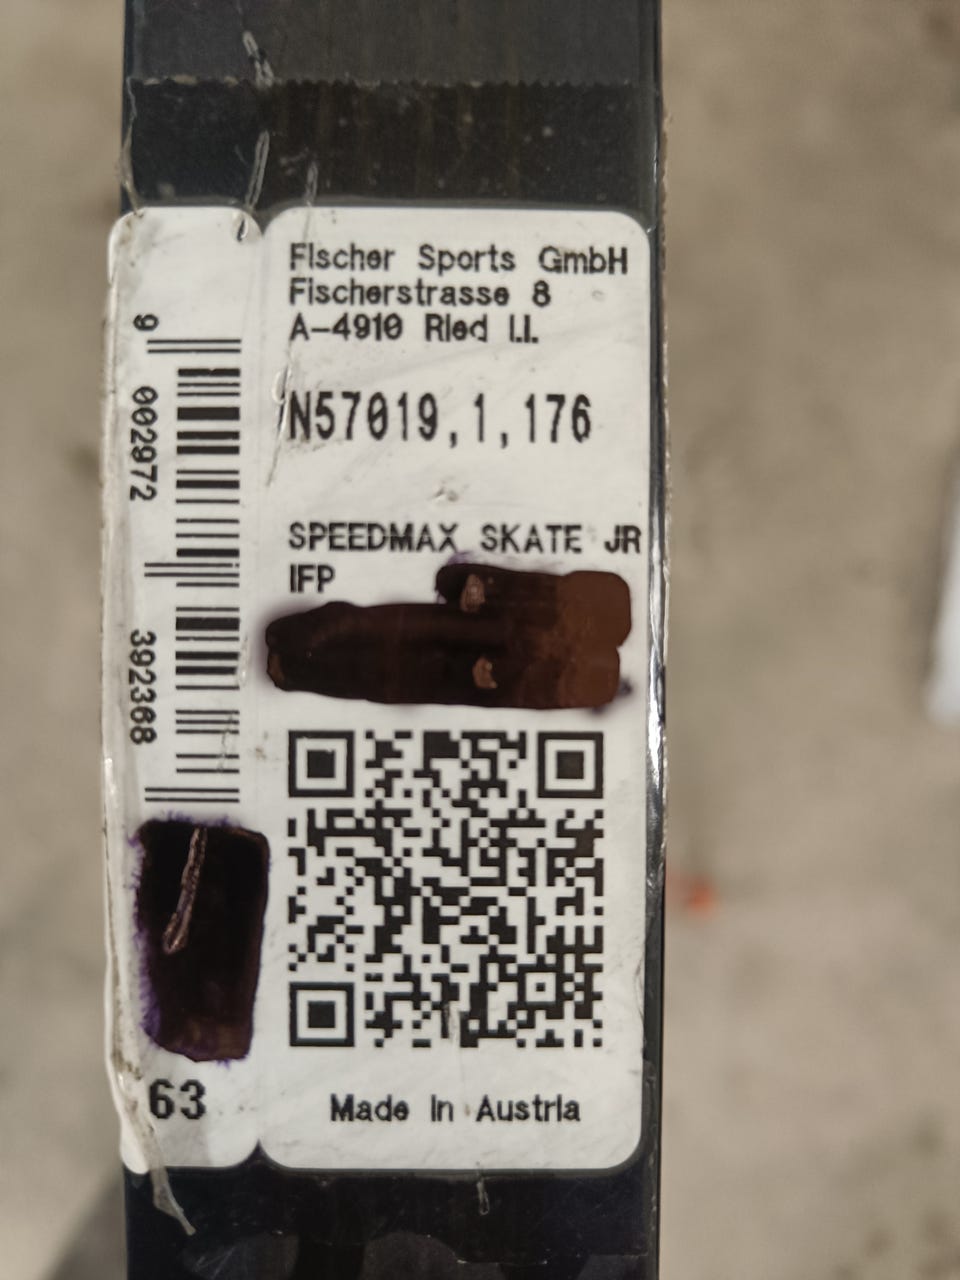 Fischer Sports GmbH
Fischerstrasse 8
A-4910 Ried I.I.
N57019,1,176
SPEEDMAX SKATE JR
IFP
Made in Austria
9 002972 392368
63